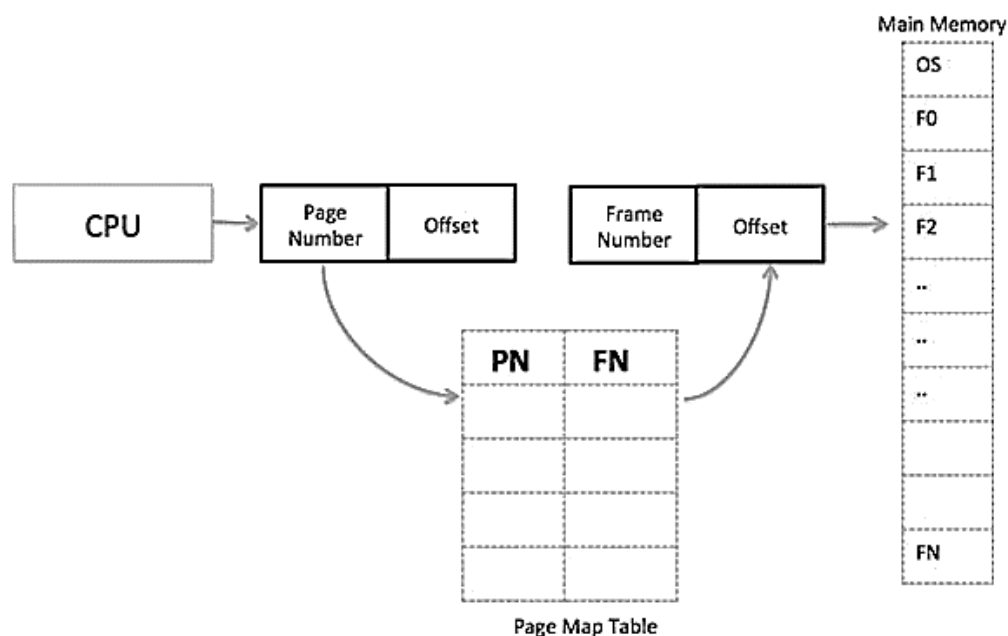 Main Memory
OS
F0
F1
F2
..
..
..
FN
CPU
Page
Number
Offset
Frame
Number
Offset
PN
FN
Page Map Table